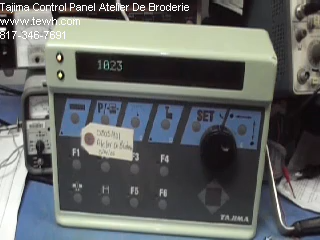 Tajima Control Panel Atelier De Broderie
www.tewh.com
817-346-7691
1023
P!
SET
F1
F3
F4
F5
F6
TAJIMA